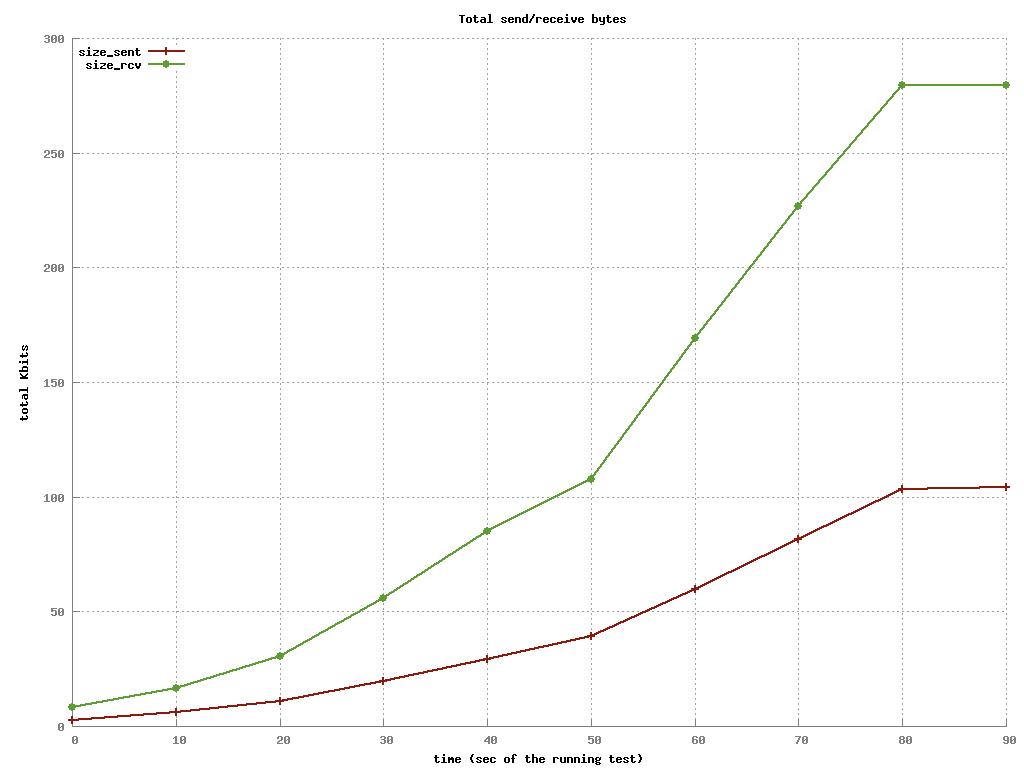 Total send/receive bytes
300
size_sent
size_rcv
250
200
150
total Kbits
100
50
0
0 10 20 30 40 50 60 70 80 90
time (sec of the running test)